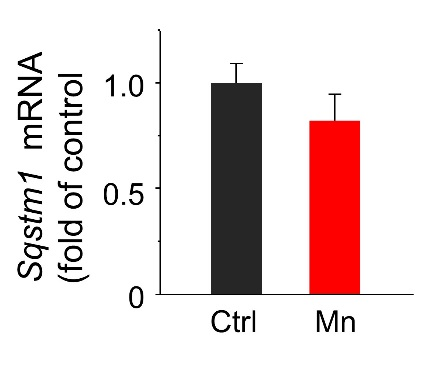 Sqstm1 mRNA
(fold of control
1.0
0.5
0
Ctrl
Mn